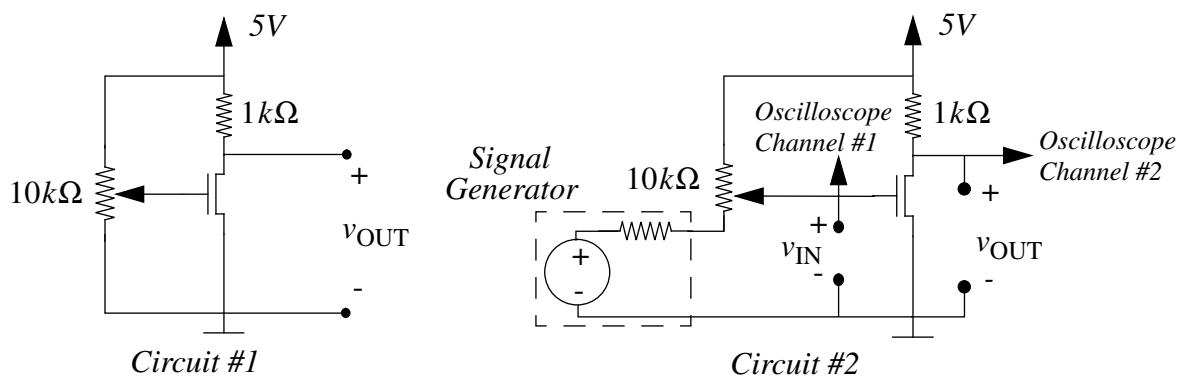 5V
1kΩ
10kΩ
+
vOUT
-
Circuit #1
5V
1kΩ
Oscilloscope
Channel #1
Oscilloscope
Channel #2
Signal
Generator
10kΩ
+
-
+
vIN
-
+
vOUT
-
Circuit #2